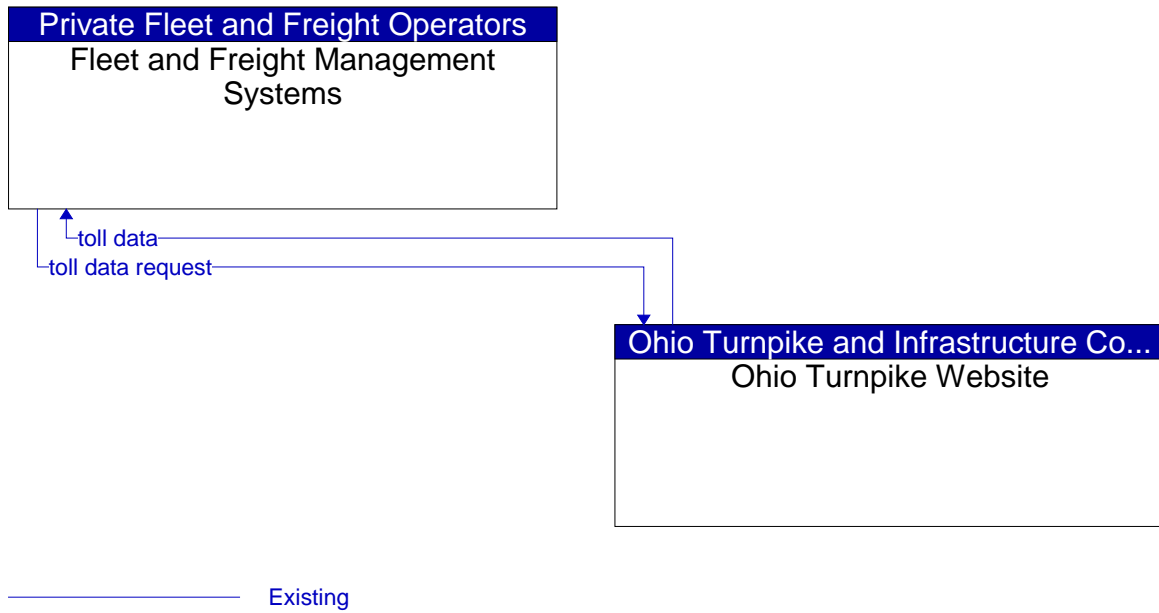 Private Fleet and Freight Operators
Fleet and Freight Management
Systems
toll data
toll data request
Ohio Turnpike and Infrastructure Co...
Ohio Turnpike Website
Existing